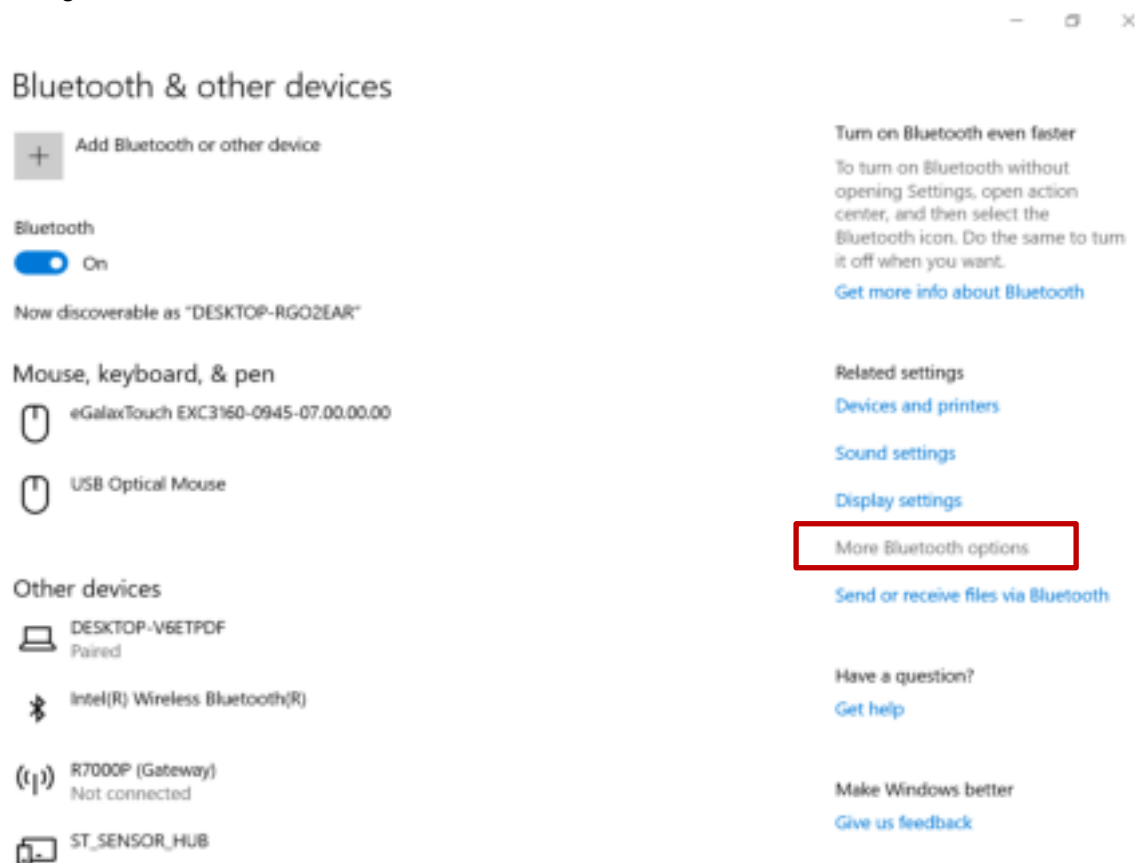 Bluetooth & other devices
Add Bluetooth or other device
Bluetooth
On
Now discoverable as "DESKTOP-RGO2EAR"
Mouse, keyboard, & pen
eGalaxTouch EXC3160-0945-07.00.00.00
USB Optical Mouse
Other devices
DESKTOP-V6ETPDF
Paired
Intel(R) Wireless Bluetooth(R)
R7000P (Gateway)
Not connected
ST_SENSOR_HUB
Turn on Bluetooth even faster
To turn on Bluetooth without
opening Settings, open action
center, and then select the
Bluetooth icon. Do the same to turn
it off when you want.
Get more info about Bluetooth
Related settings
Devices and printers
Sound settings
Display settings
More Bluetooth options
Send or receive files via Bluetooth
Have a question?
Get help
Make Windows better
Give us feedback